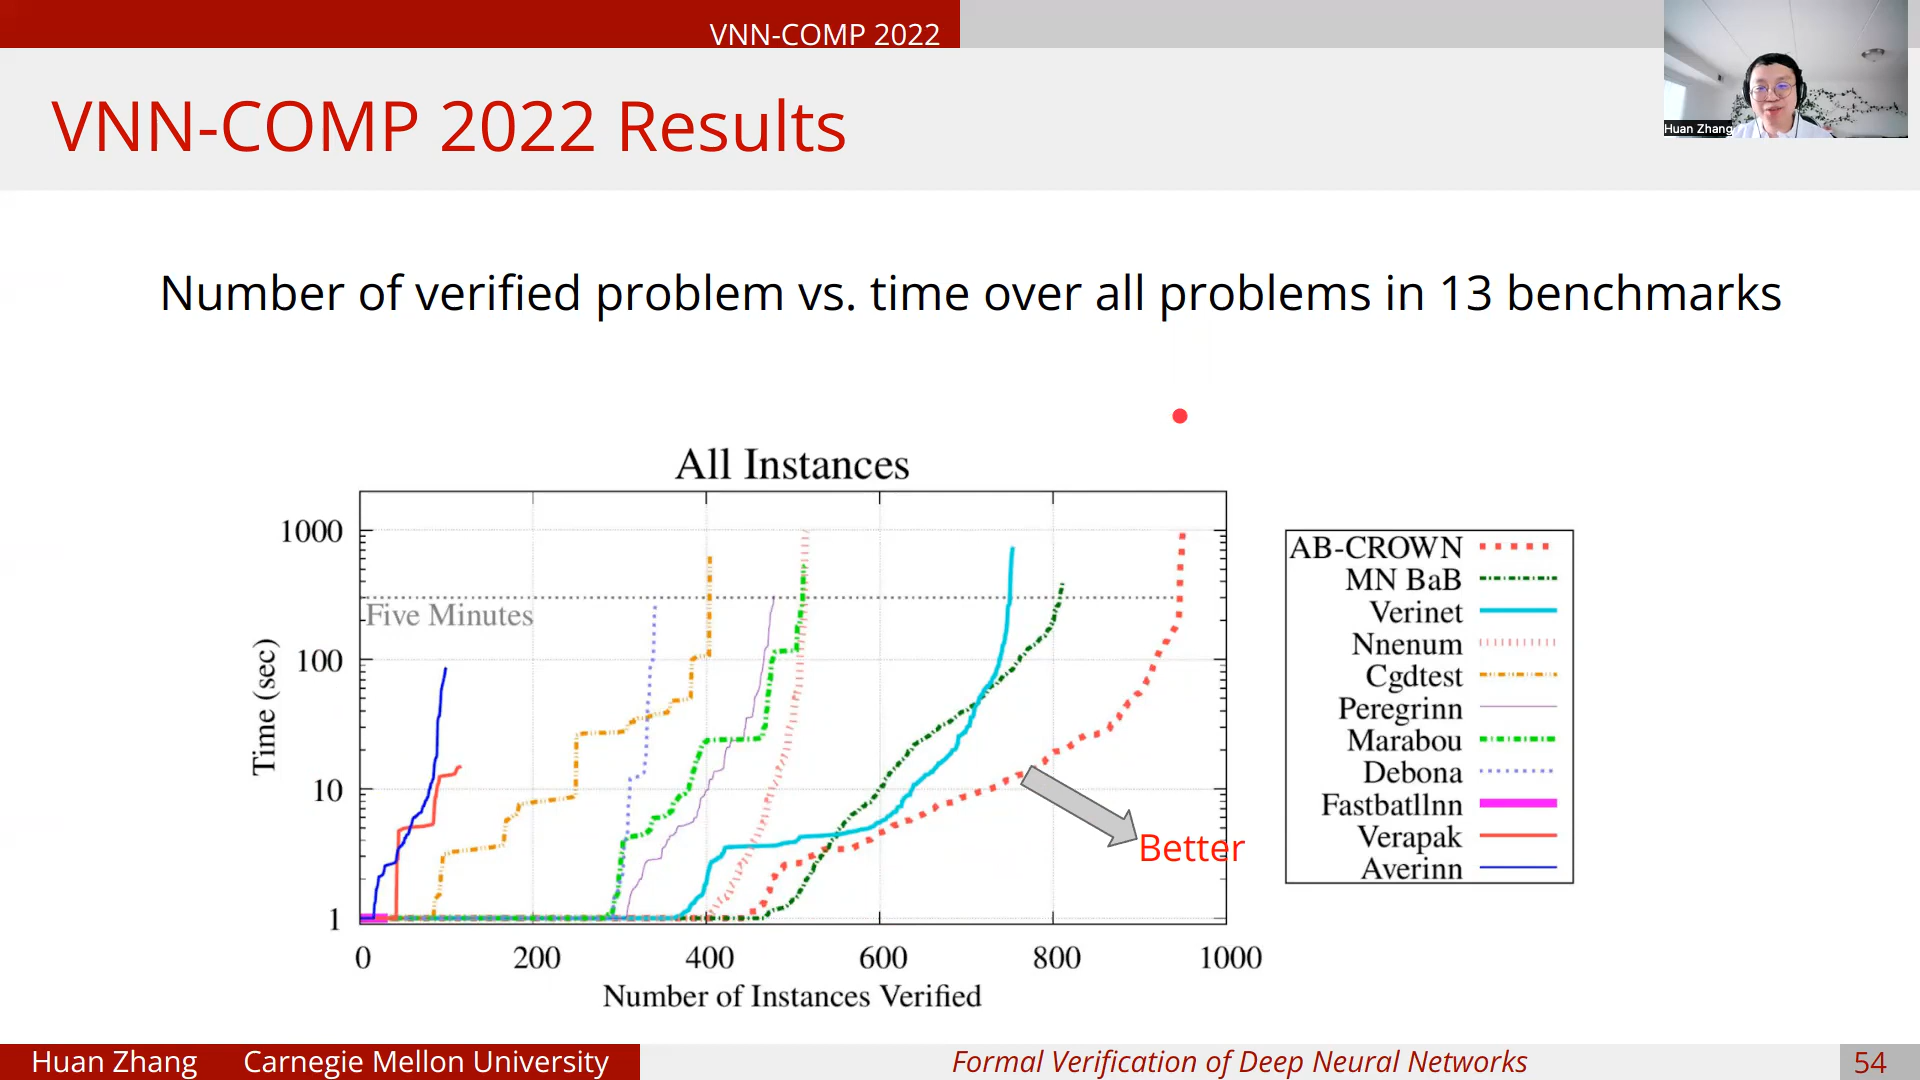 VNN-COMP 2022
VNN-COMP 2022 Results
Huan Zhang
Number of verified problem vs. time over all problems in 13 benchmarks
All Instances
1000
100
10
1
Time (sec)
Five Minutes
Better
0 200 400 600 800 1000
Number of Instances Verified
AB-CROWN
MN BaB
Verinet
Nnenum
Cgdtest
Peregrinn
Marabou
Debona
Fastbatllnn
Verapak
Averinn
Huan Zhang Carnegie Mellon University Formal Verification of Deep Neural Networks 54